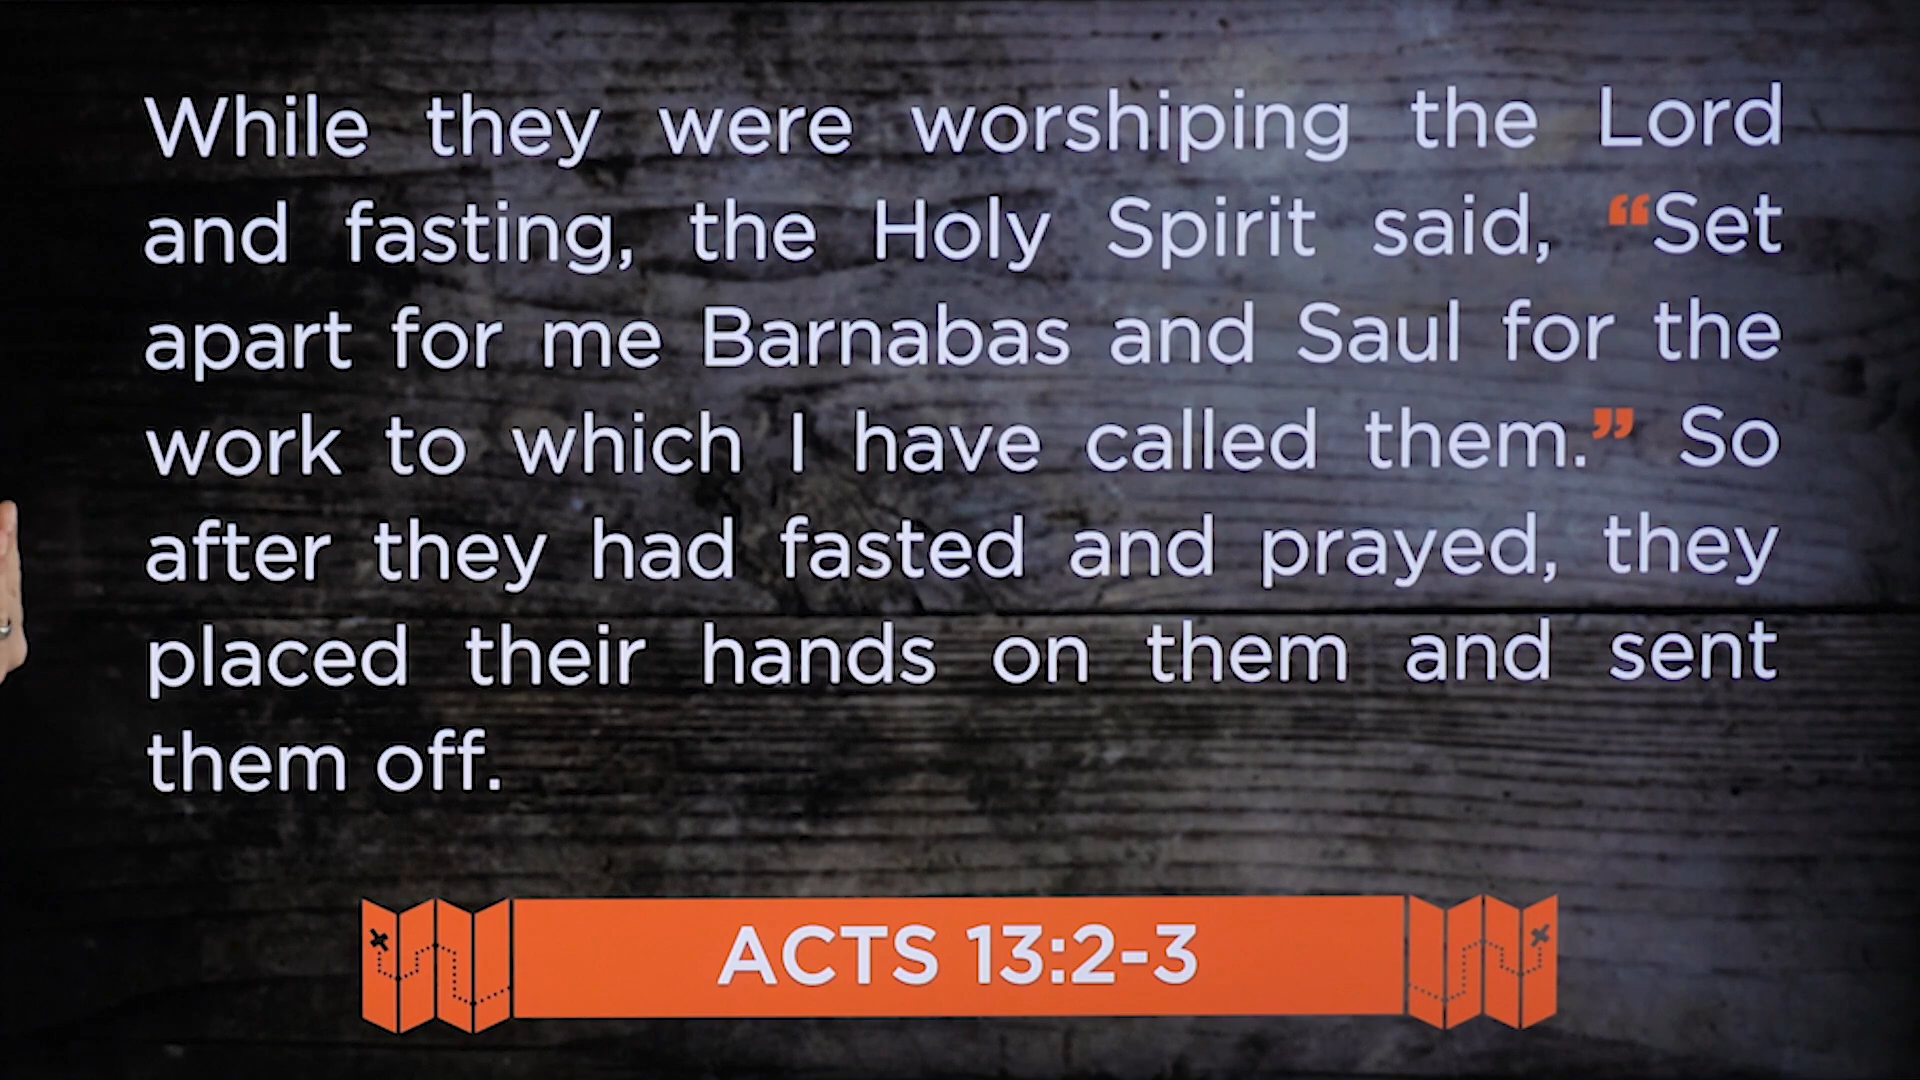 While they were worshiping the Lord
and fasting, the Holy Spirit said, “Set
apart for me Barnabas and Saul for the
work to which I have called them.” So
after they had fasted and prayed, they
placed their hands on them and sent
them off.
ACTS 13:2-3